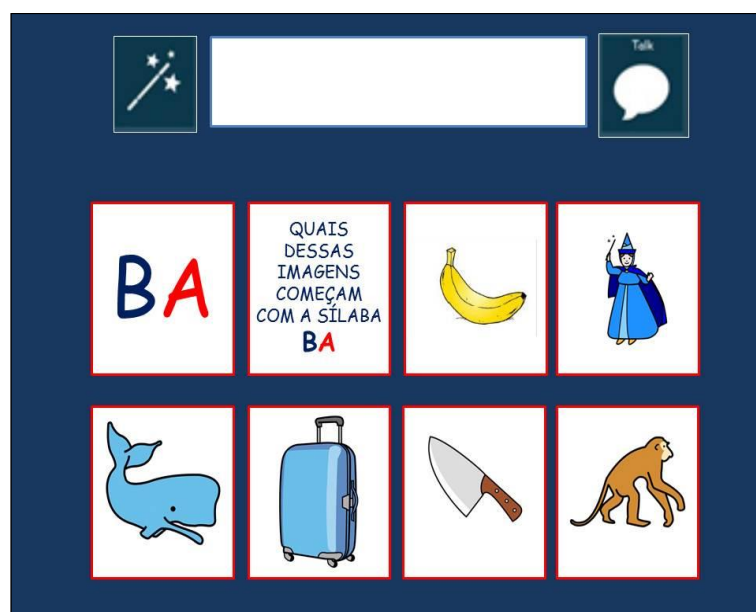 Talk
BA
QUAIS
DESSAS
IMAGENS
COMEÇAM
COM A SÍLABA
BA